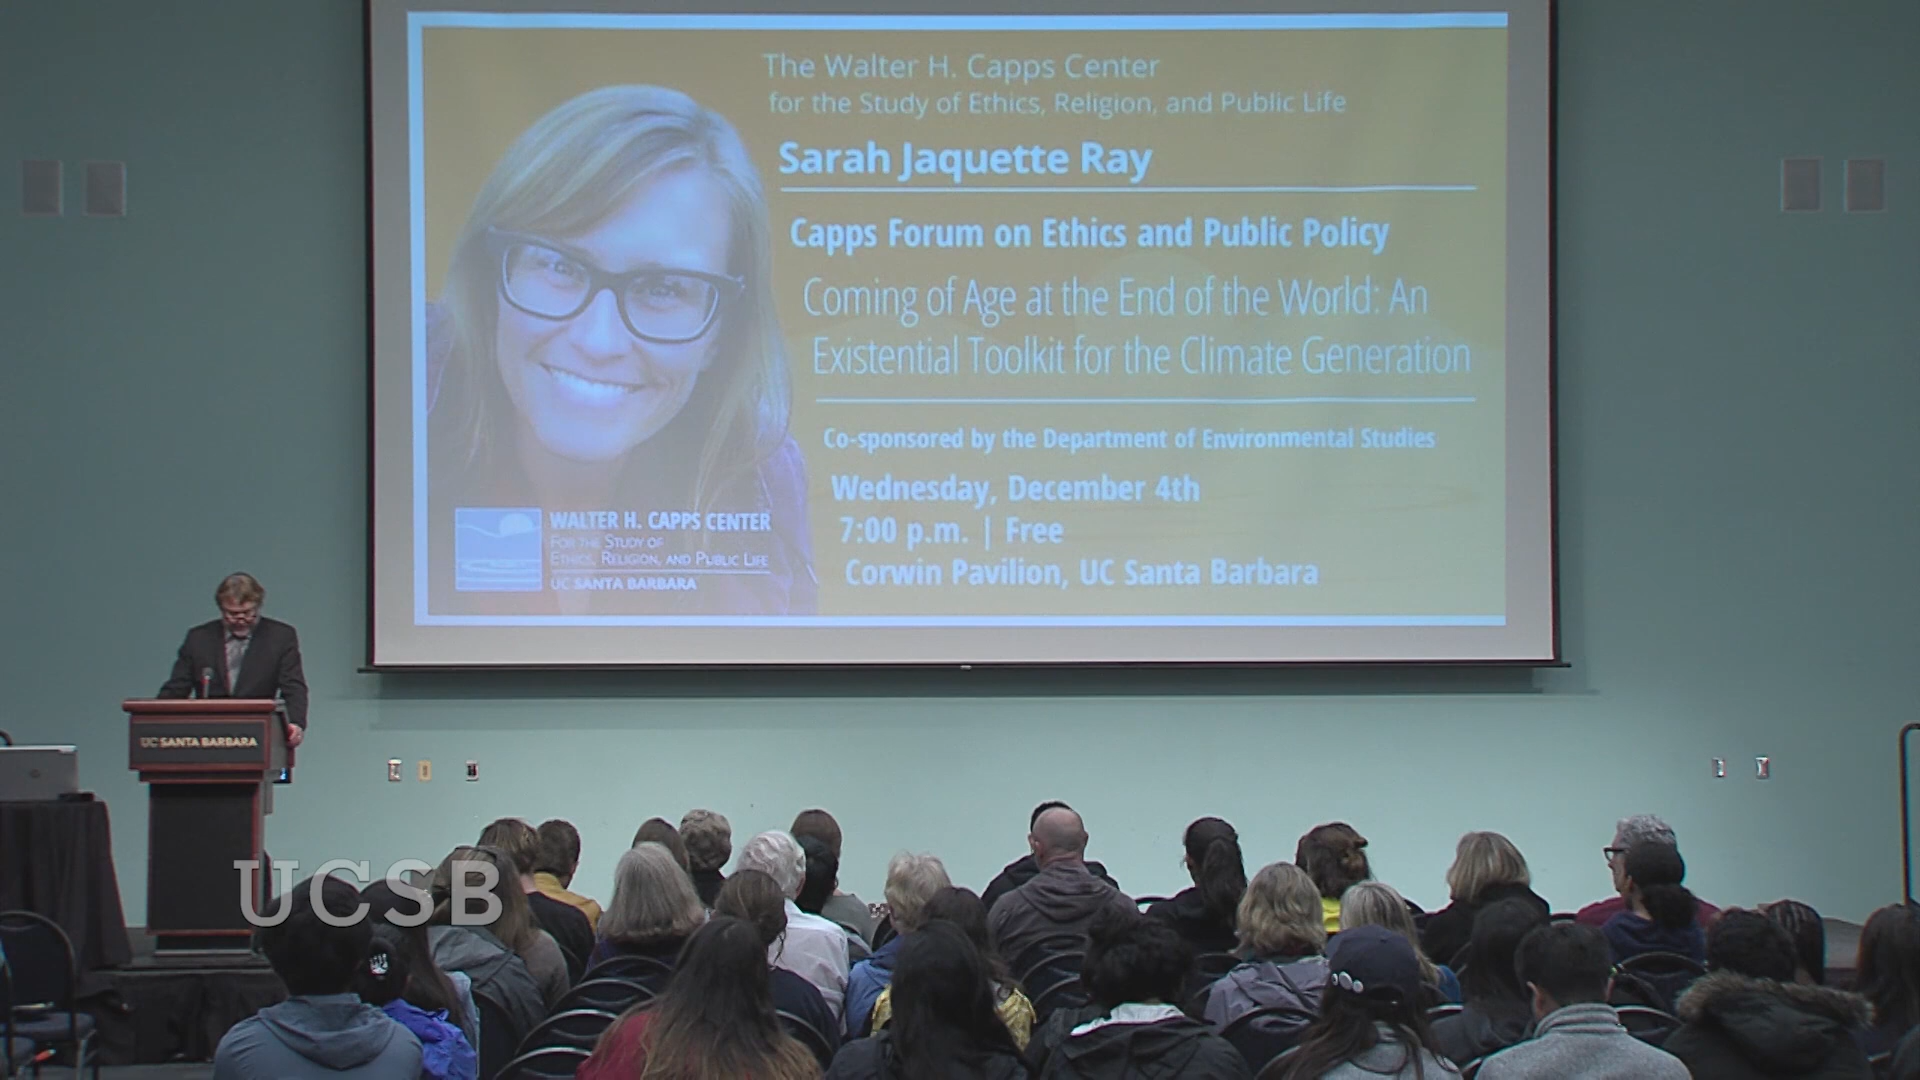 The Walter H. Capps Center
for the Study of Ethics, Religion, and Public Life
Sarah Jaquette Ray
Capps Forum on Ethics and Public Policy
Coming of Age at the End of the World: An
Existential Toolkit for the Climate Generation
Co-sponsored by the Department of Environmental Studies
Wednesday, December 4th
7:00 p.m. | Free
Corwin Pavilion, UC Santa Barbara
WALTER H. CAPPS CENTER
FOR THE STUDY OF
ETHICS, RELIGION, AND PUBLIC LIFE
UC SANTA BARBARA
UC SANTA BARBARA
UCSB